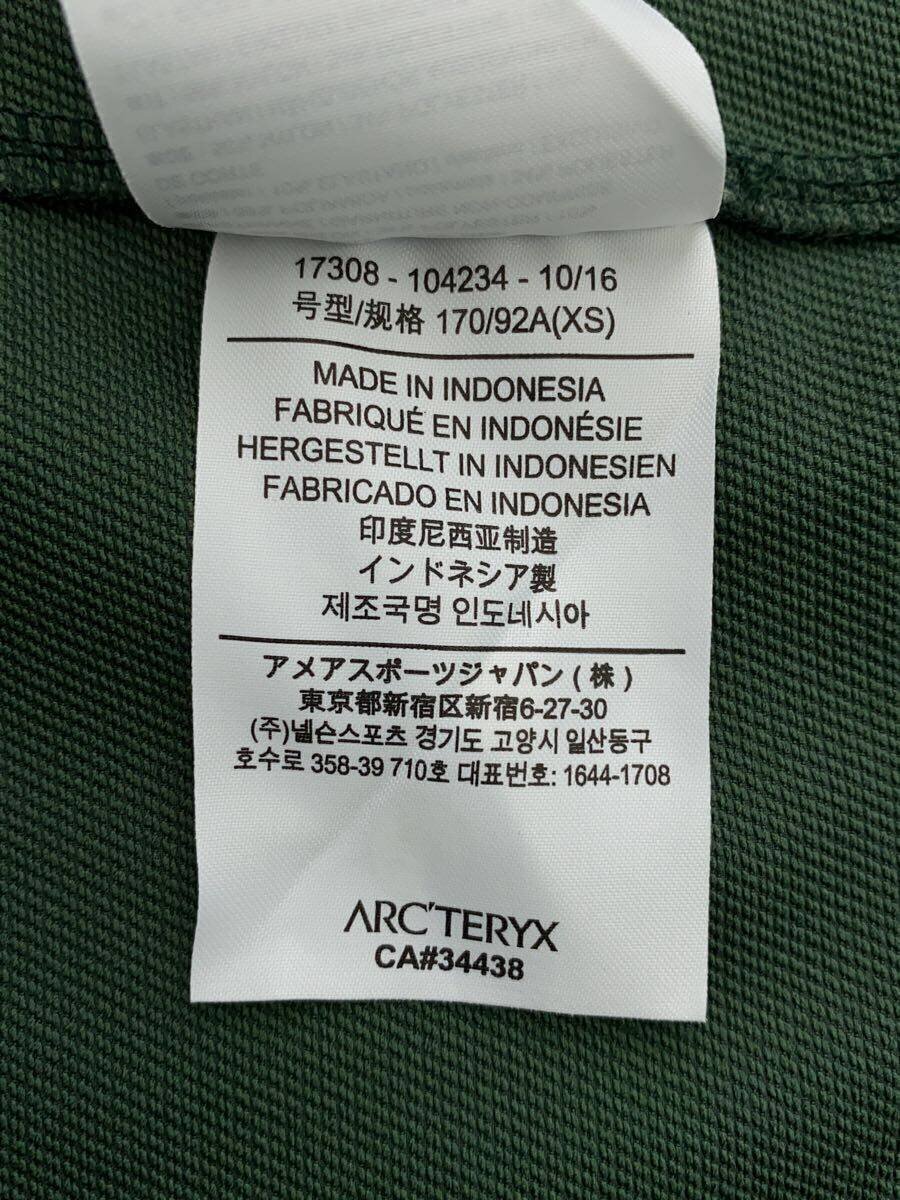 17308 - 104234 - 10/16
号型/规格 170/92A(XS)
MADE IN INDONESIA
FABRIQUÉ EN INDONÉSIE
HERGESTELLT IN INDONESIEN
FABRICADO EN INDONESIA
印度尼西亚制造
インドネシア製
제조국명 인도네시아
アメアスポーツジャパン(株)
東京都新宿区新宿6-27-30
(주)넬슨스포츠 경기도 고양시 일산동구
호수로 358-39 710호 대표번호: 1644-1708
ARC'TERYX
CA#34438